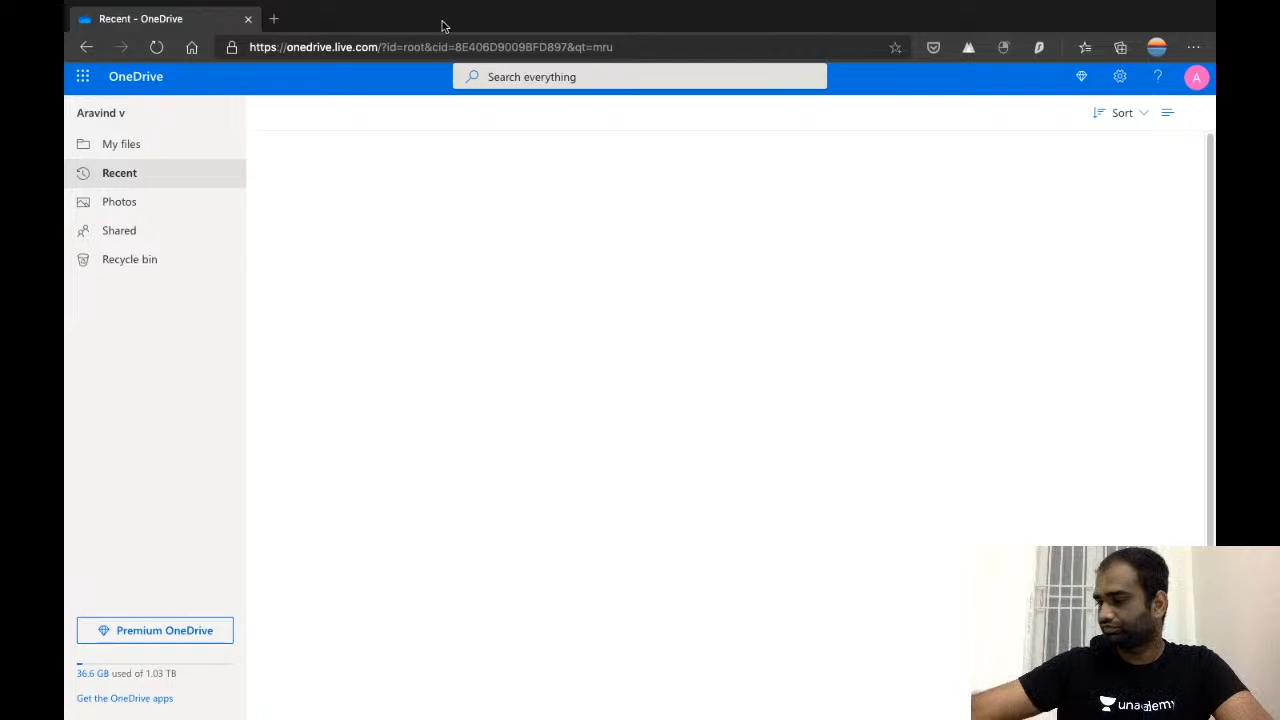 Recent - OneDrive
https://onedrive.live.com/?id=root&cid=8E406D9009BFD897&qt=mru
OneDrive
Search everything
?
A
Aravind v
Sort
My files
Recent
Photos
Shared
Recycle bin
Premium OneDrive
36.6 GB used of 1.03 TB
Get the OneDrive apps
unacademy